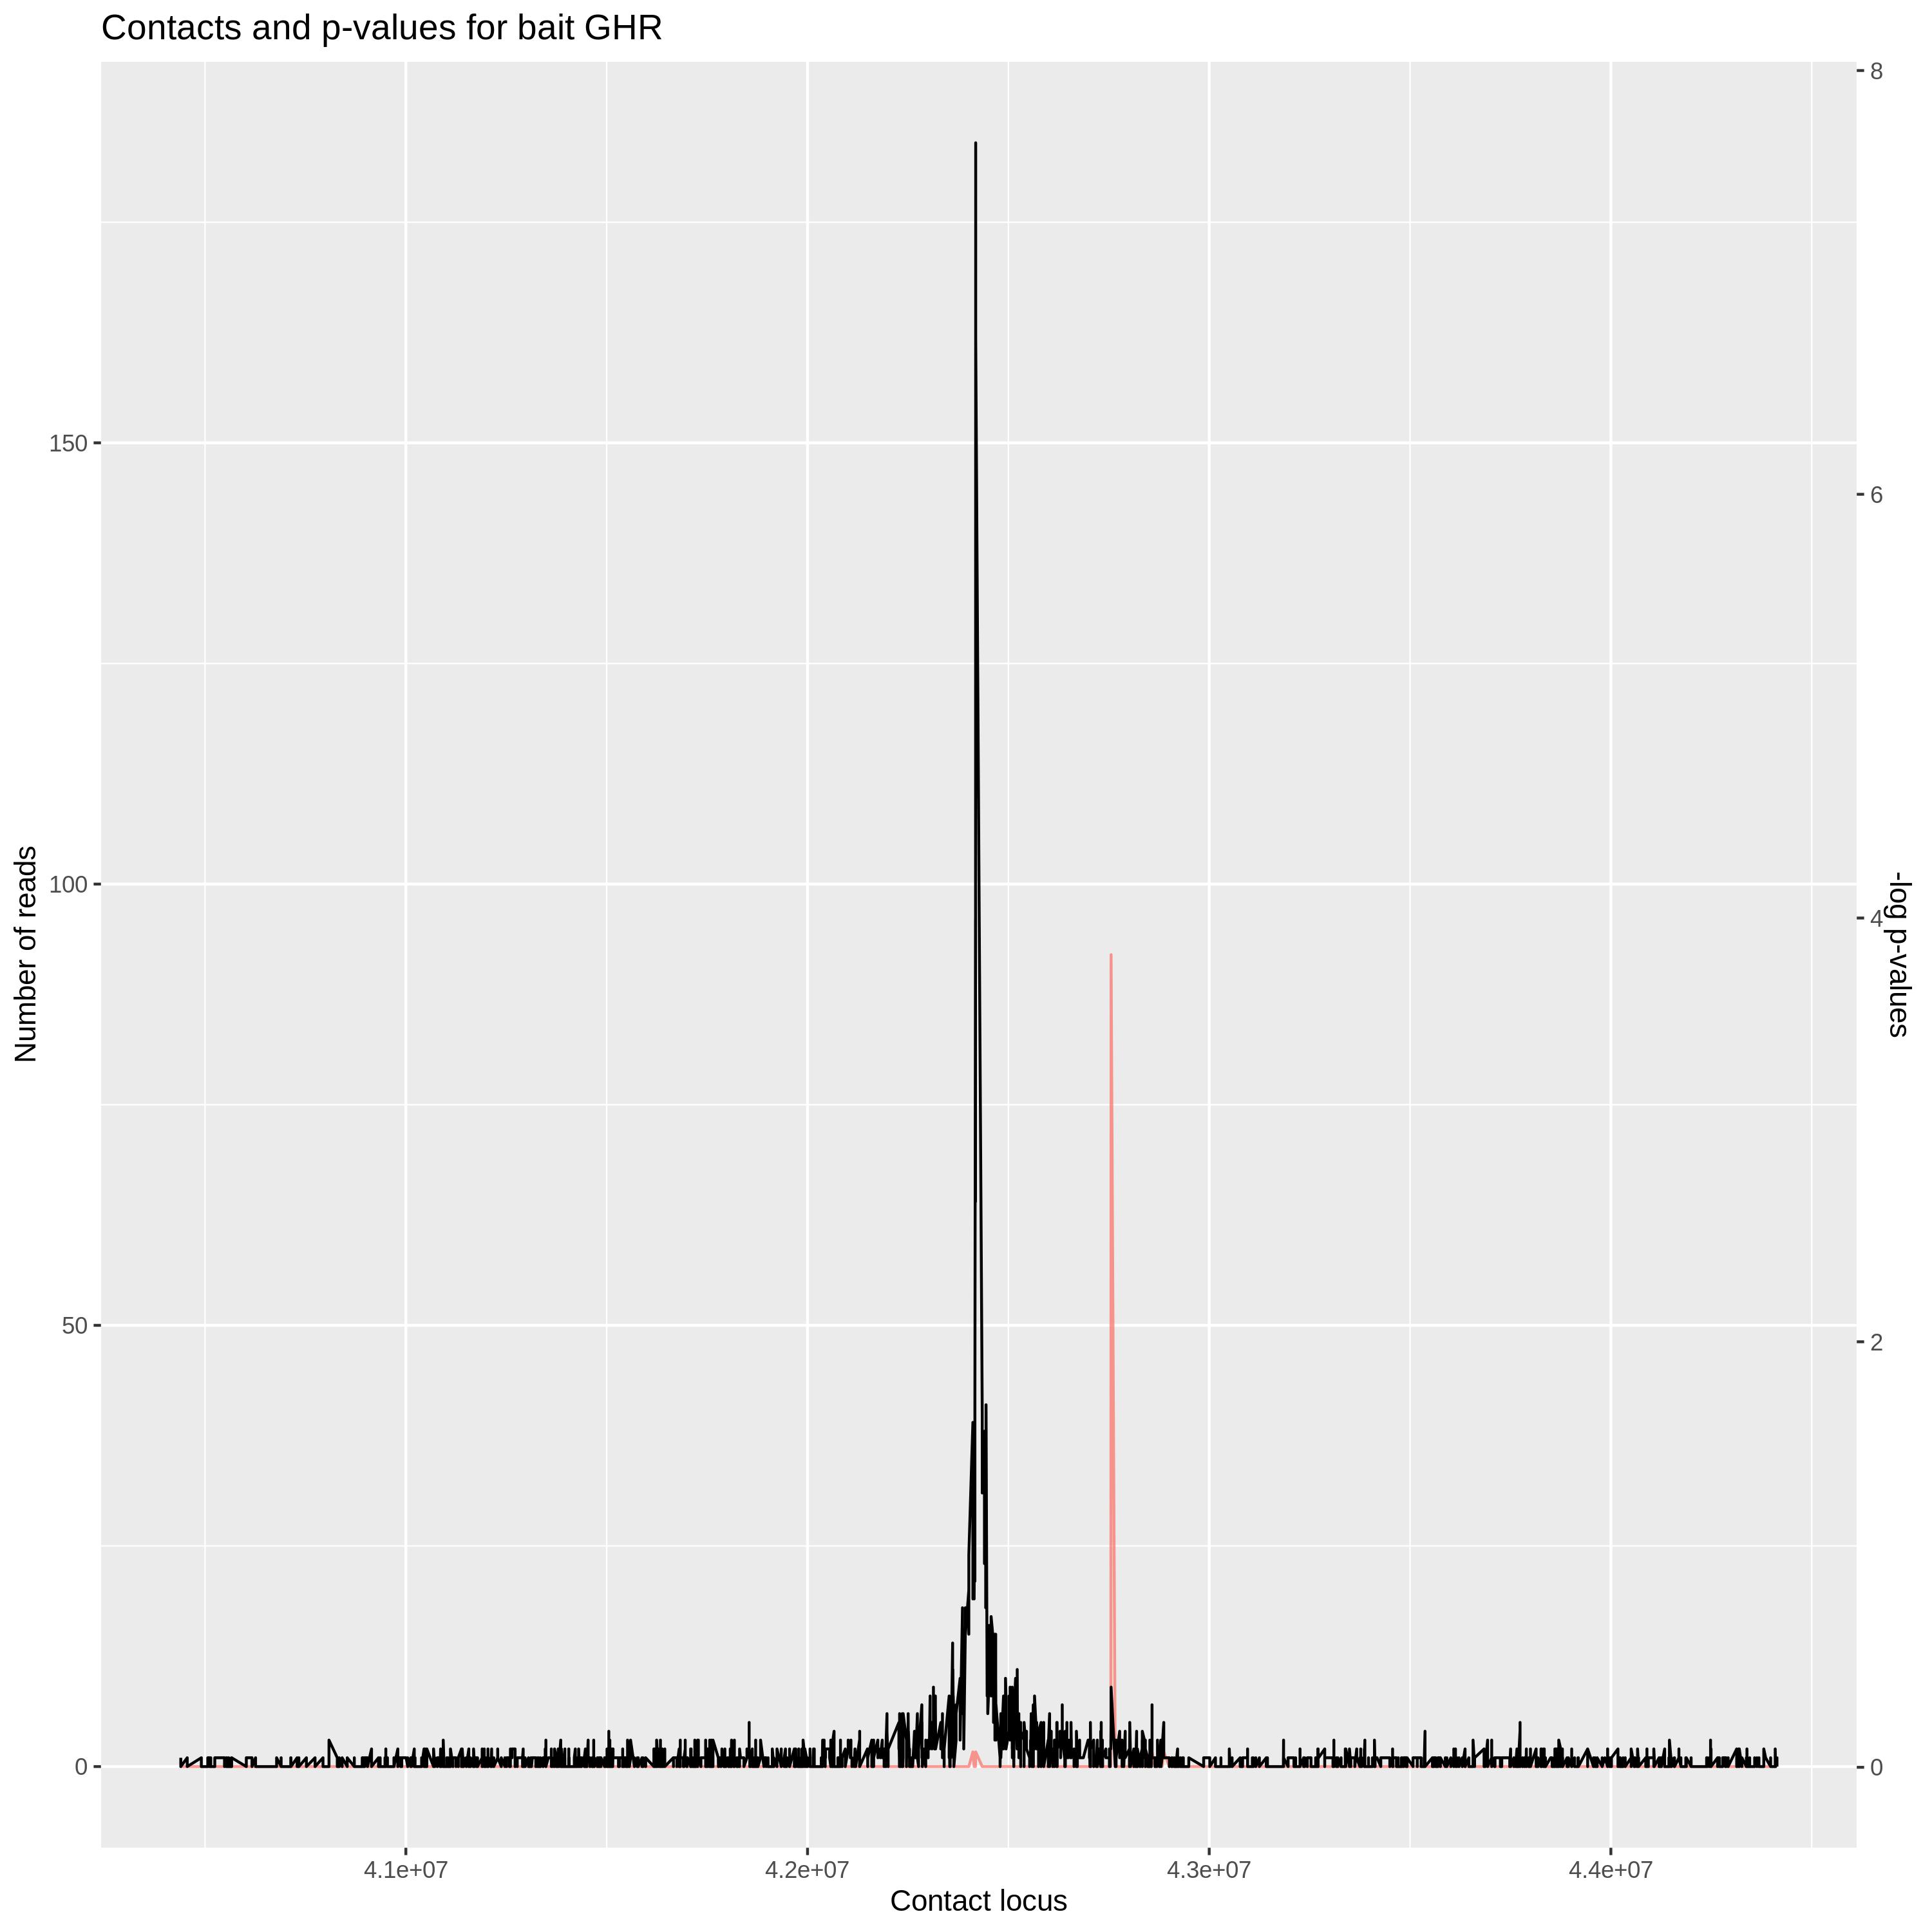 Contacts and p-values for bait GHR
Number of reads
150
100
50
0
8
6
4
2
0
-log p-values
4.1e+07
4.2e+07
4.3e+07
4.4e+07
Contact locus